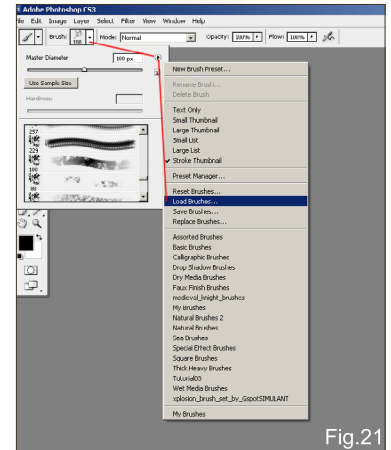 Adobe Photoshop CS3
File Edit Image Layer Select Filter View Window Help
Brush: 100 Mode: Normal Opacity: 100% Flow: 100%
Master Diameter 100 px
Use Sample Size
Hardness
257
229
100
88
New Brush Preset...
Rename Brush...
Delete Brush
Text Only
Small Thumbnail
Large Thumbnail
Small List
Large List
Stroke Thumbnail
Preset Manager...
Reset Brushes...
Load Brushes...
Save Brushes...
Replace Brushes...
Assorted Brushes
Basic Brushes
Calligraphic Brushes
Drop Shadow Brushes
Dry Media Brushes
Faux Finish Brushes
medieval_knight_brushes
My Brushes
Natural Brushes 2
Natural Brushes
Sea Brushes
Special Effect Brushes
Square Brushes
Thick Heavy Brushes
Tutorial03
Wet Media Brushes
xplosion_brush_set_by_GspotSIMULANT
My Brushes
Fig.21